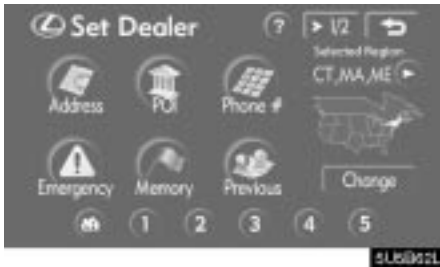 Set Dealer ? > 1/2
Selected Region
CT,MA,ME
Address POI Phone #
Emergency Memory Previous
Change
1 2 3 4 5